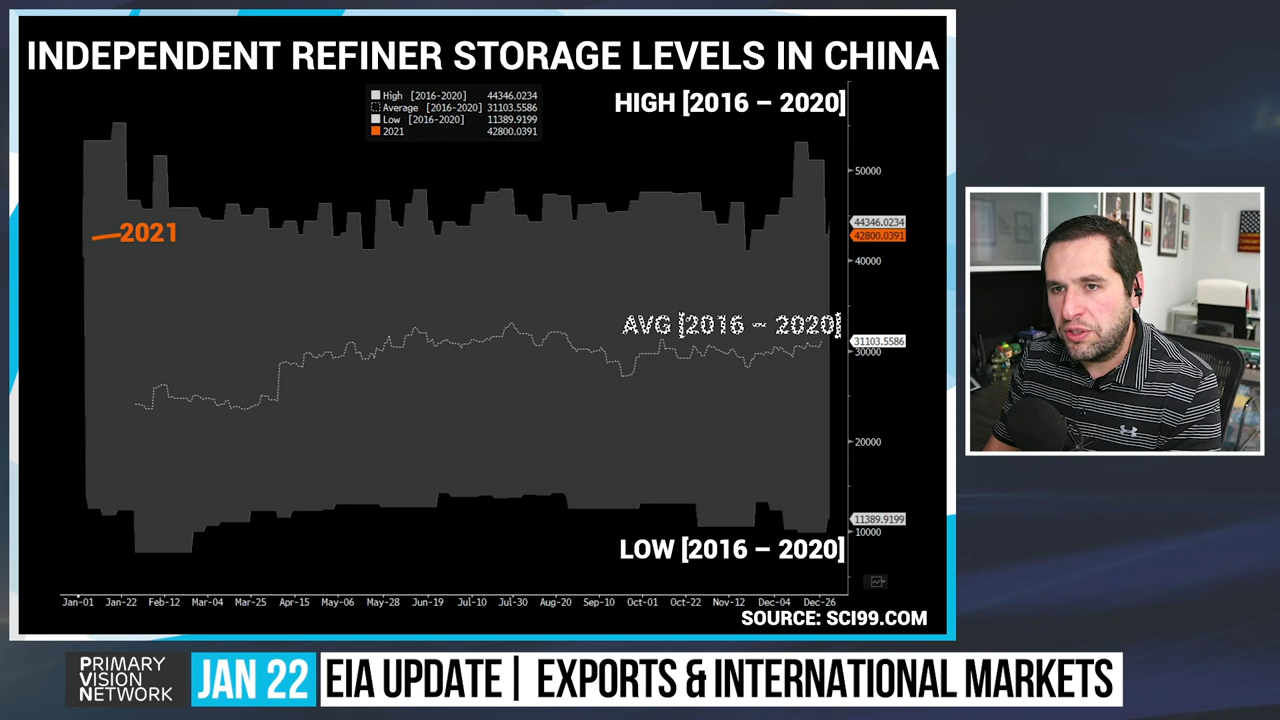 INDEPENDENT REFINER STORAGE LEVELS IN CHINA
High [2016-2020] 44346.0234
Average [2016-2020] 31103.5586
Low [2016-2020] 11389.9199
2021 42800.0391
HIGH [2016 – 2020]
50000
2021
44346.0234
42800.0391
40000
AVG [2016 – 2020]
31103.5586
30000
20000
11389.9199
10000
LOW [2016 – 2020]
Jan-01 Jan-22 Feb-12 Mar-04 Mar-25 Apr-15 May-06 May-28 Jun-19 Jul-10 Jul-30 Aug-20 Sep-10 Oct-01 Oct-22 Nov-12 Dec-04 Dec-26
SOURCE: SCI99.COM
PRIMARY
VISION
NETWORK
JAN 22
EIA UPDATE | EXPORTS & INTERNATIONAL MARKETS